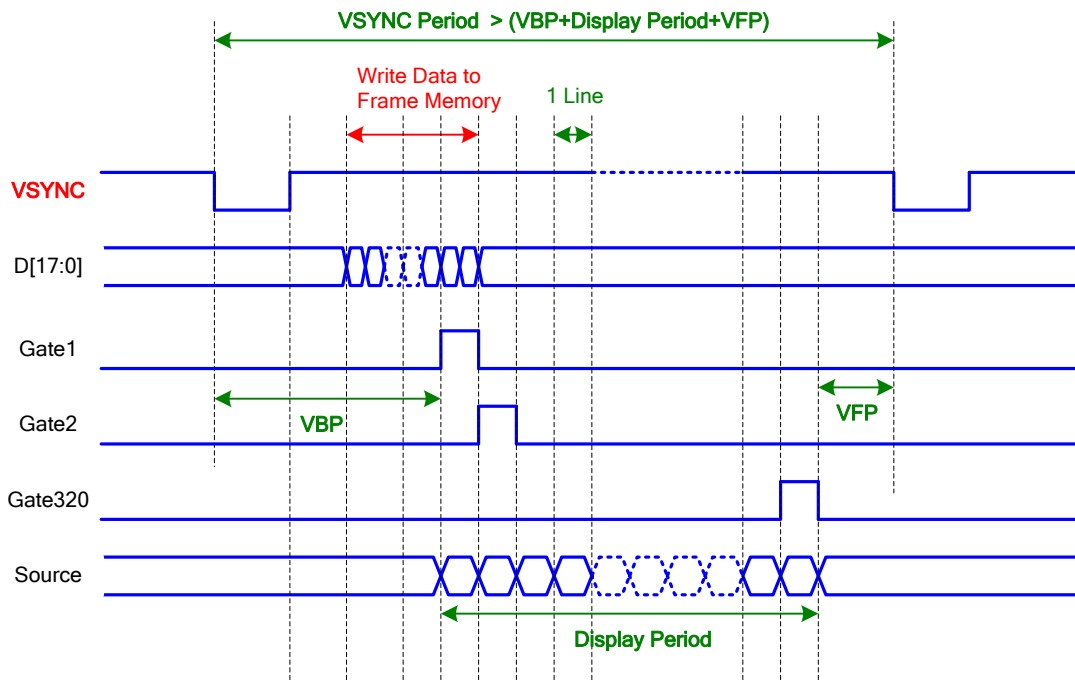 VSYNC Period > (VBP+Display Period+VFP)
Write Data to
Frame Memory
1 Line
VSYNC
D[17:0]
Gate1
VBP
VFP
Gate2
Gate320
Source
Display Period